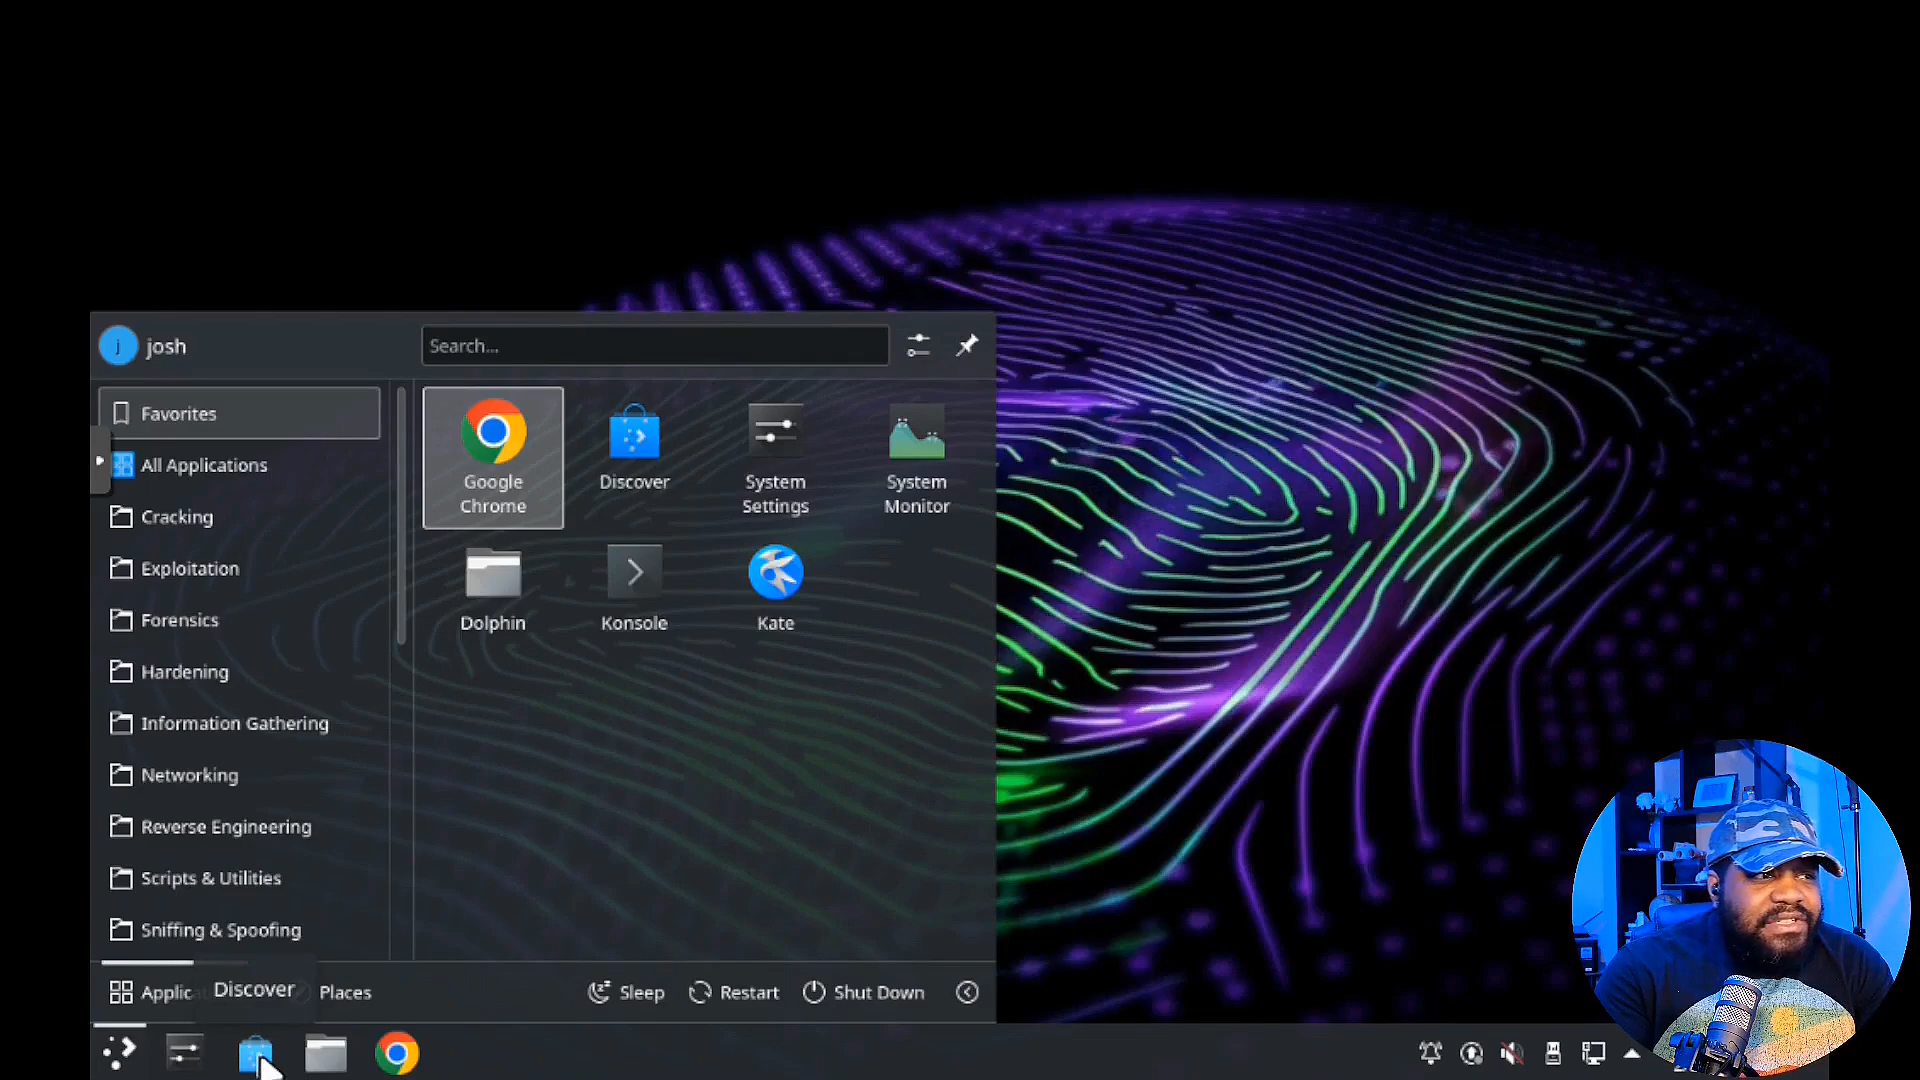 j
josh
Search...
Favorites
All Applications
Cracking
Exploitation
Forensics
Hardening
Information Gathering
Networking
Reverse Engineering
Scripts & Utilities
Sniffing & Spoofing
Google
Chrome
Discover
System
Settings
System
Monitor
Dolphin
Konsole
Kate
Applic
Discover
Places
Sleep
Restart
Shut Down